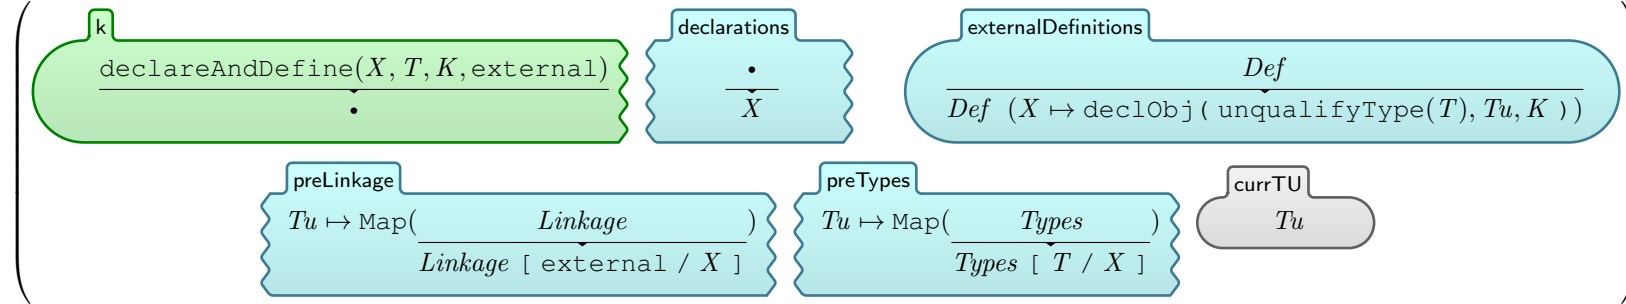 k declarations externalDefinitions
declareAndDefine(X, T, K,external) • Def
• X Def (X ↦ declObj( unqualifyType(T), Tu, K ))
preLinkage preTypes currTU
Tu ↦ Map( Linkage ) Tu ↦ Map( Types ) Tu
Linkage [ external / X ] Types [ T / X ]